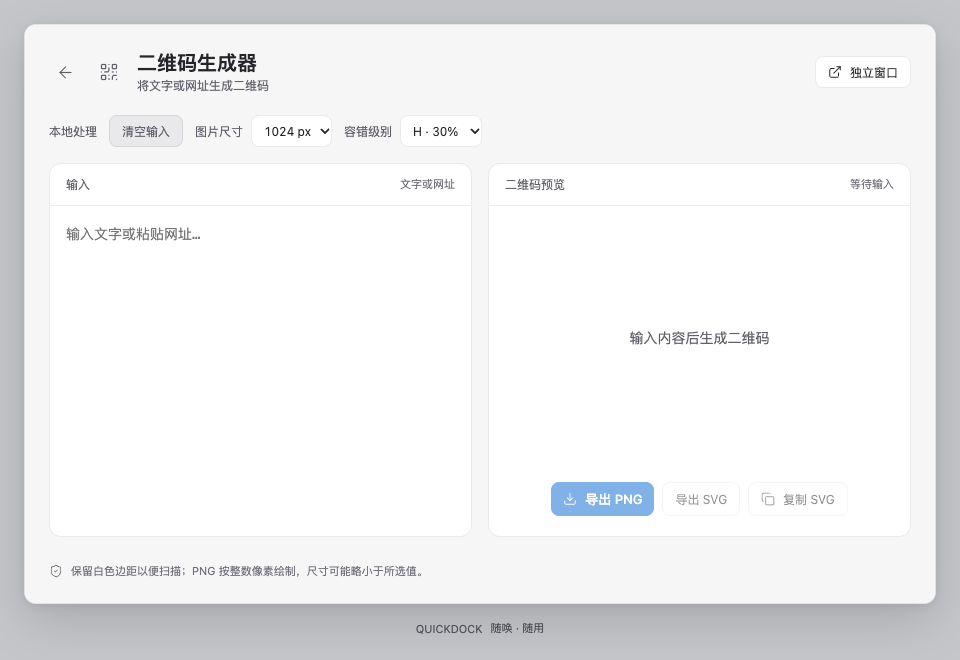 二维码生成器
将文字或网址生成二维码
独立窗口
本地处理 清空输入 图片尺寸 1024 px 容错级别 H · 30%
输入 文字或网址
输入文字或粘贴网址…
二维码预览 等待输入
输入内容后生成二维码
导出 PNG 导出 SVG 复制 SVG
保留白色边距以便扫描；PNG 按整数像素绘制，尺寸可能略小于所选值。
QUICKDOCK 随唤 · 随用